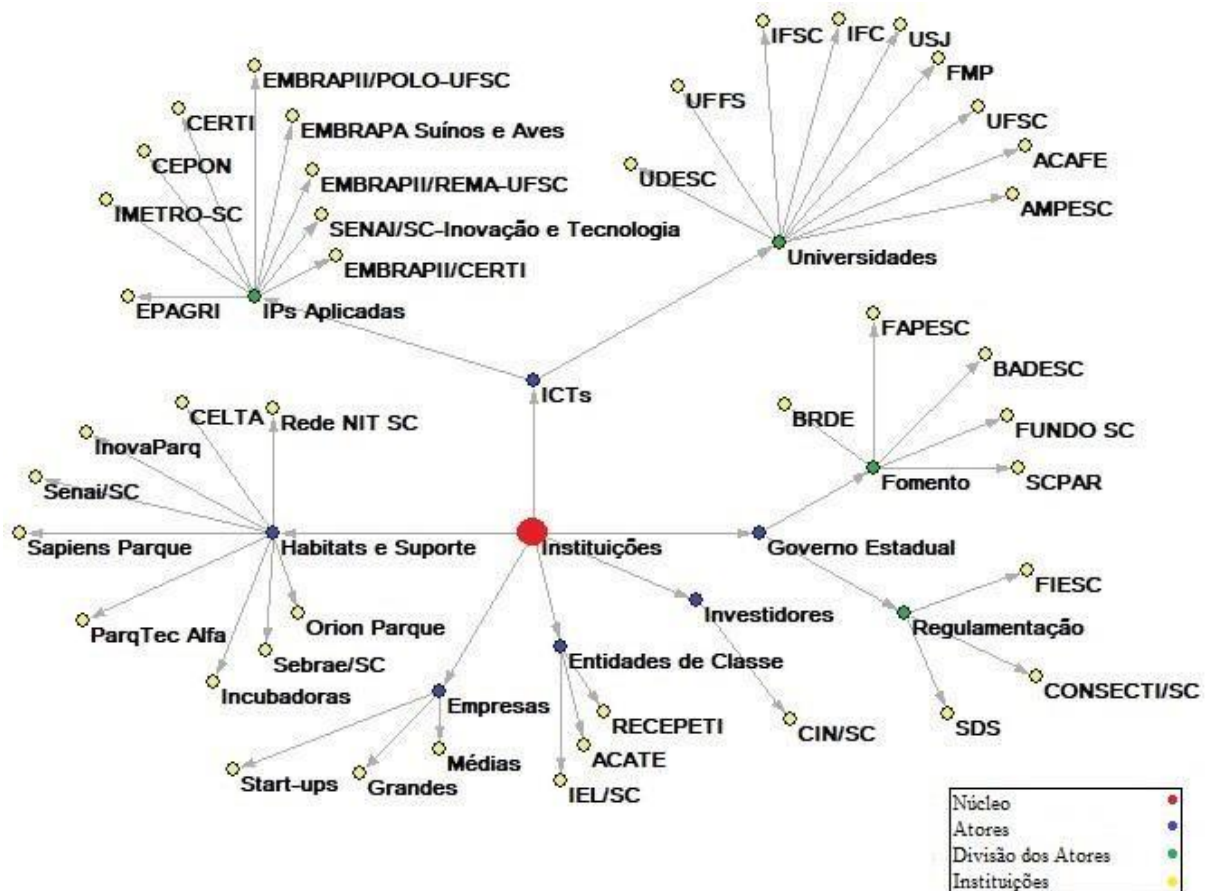 IFSC
IFC
USJ
FMP
UFFS
UFSC
ACAFE
UDESC
AMPESC
Universidades
EMBRAPII/POLO-UFSC
CERTI
EMBRAPA Suínos e Aves
CEPON
EMBRAPII/REMA-UFSC
IMETRO-SC
SENAI/SC-Inovação e Tecnologia
EMBRAPII/CERTI
EPAGRI
IPs Aplicadas
ICTs
FAPESC
BADESC
BRDE
FUNDO SC
Fomento
SCPAR
CELTA
Rede NIT SC
InovaParq
Senai/SC
Sapiens Parque
Habitats e Suporte
Instituições
Governo Estadual
ParqTec Alfa
Orion Parque
Sebrae/SC
Incubadoras
Investidores
FIESC
Regulamentação
Entidades de Classe
CONSECTI/SC
Empresas
RECEPETI
CIN/SC
SDS
ACATE
Médias
Start-ups
Grandes
IEL/SC
Núcleo
Atores
Divisão dos Atores
Instituições